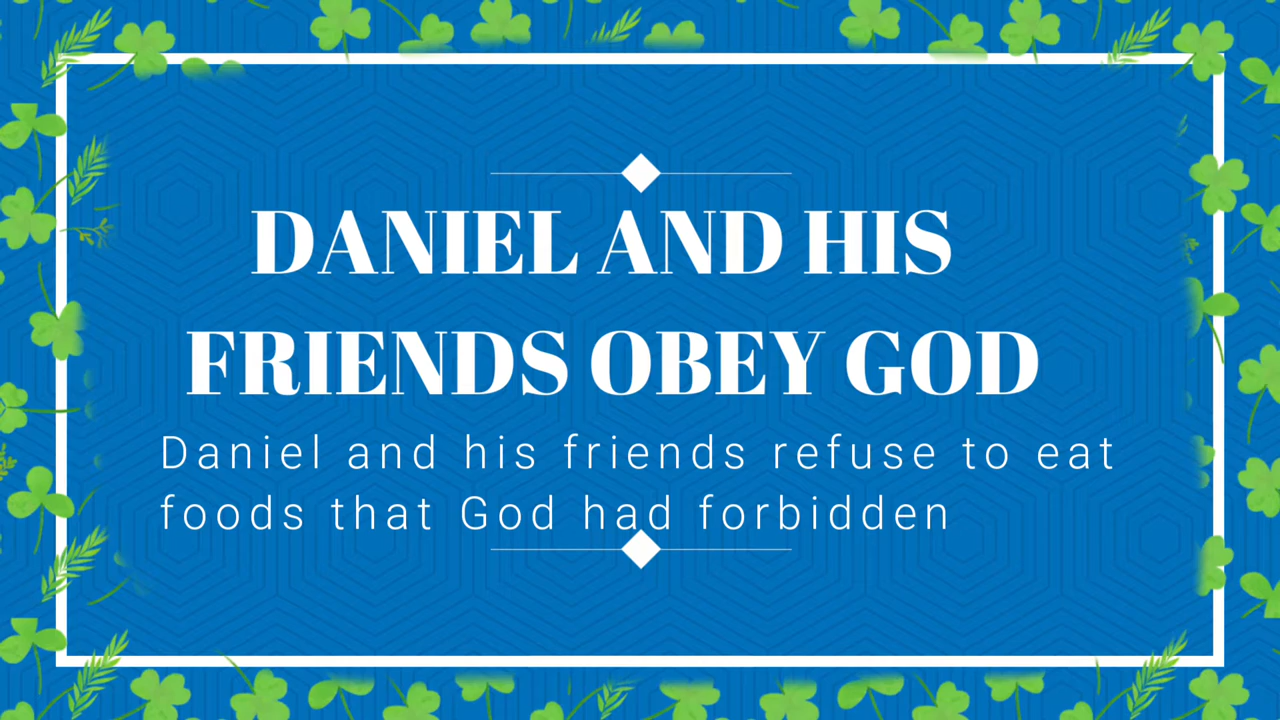 DANIEL AND HIS
FRIENDS OBEY GOD
Daniel and his friends refuse to eat
foods that God had forbidden